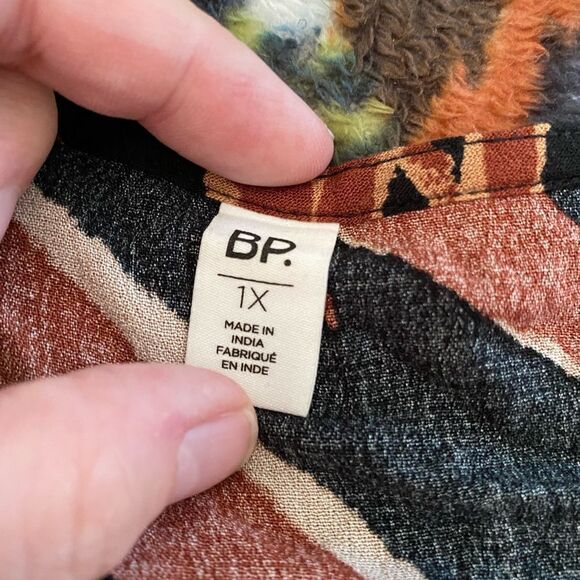 BP.
1X
MADE IN
INDIA
FABRIQUÉ
EN INDE